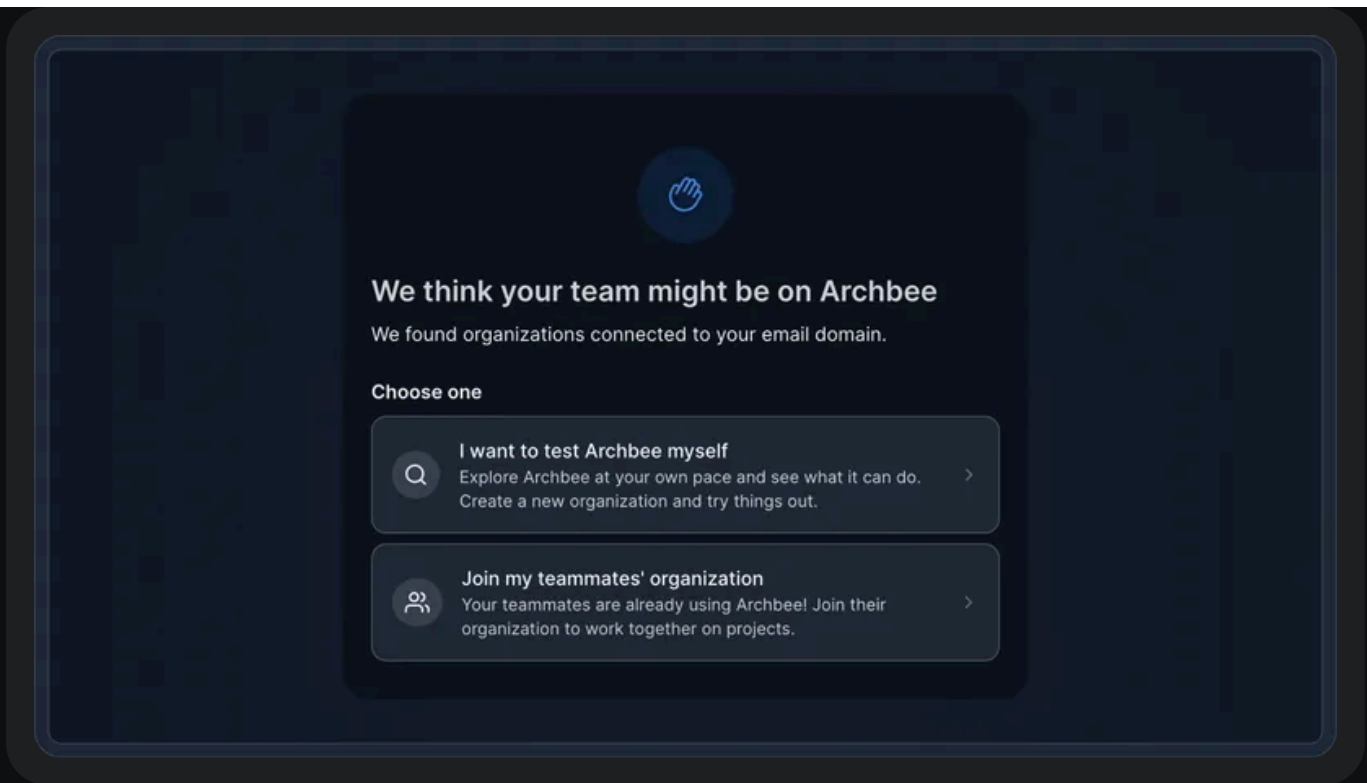 We think your team might be on Archbee
We found organizations connected to your email domain.
Choose one
I want to test Archbee myself
Explore Archbee at your own pace and see what it can do.
Create a new organization and try things out.
Join my teammates' organization
Your teammates are already using Archbee! Join their
organization to work together on projects.